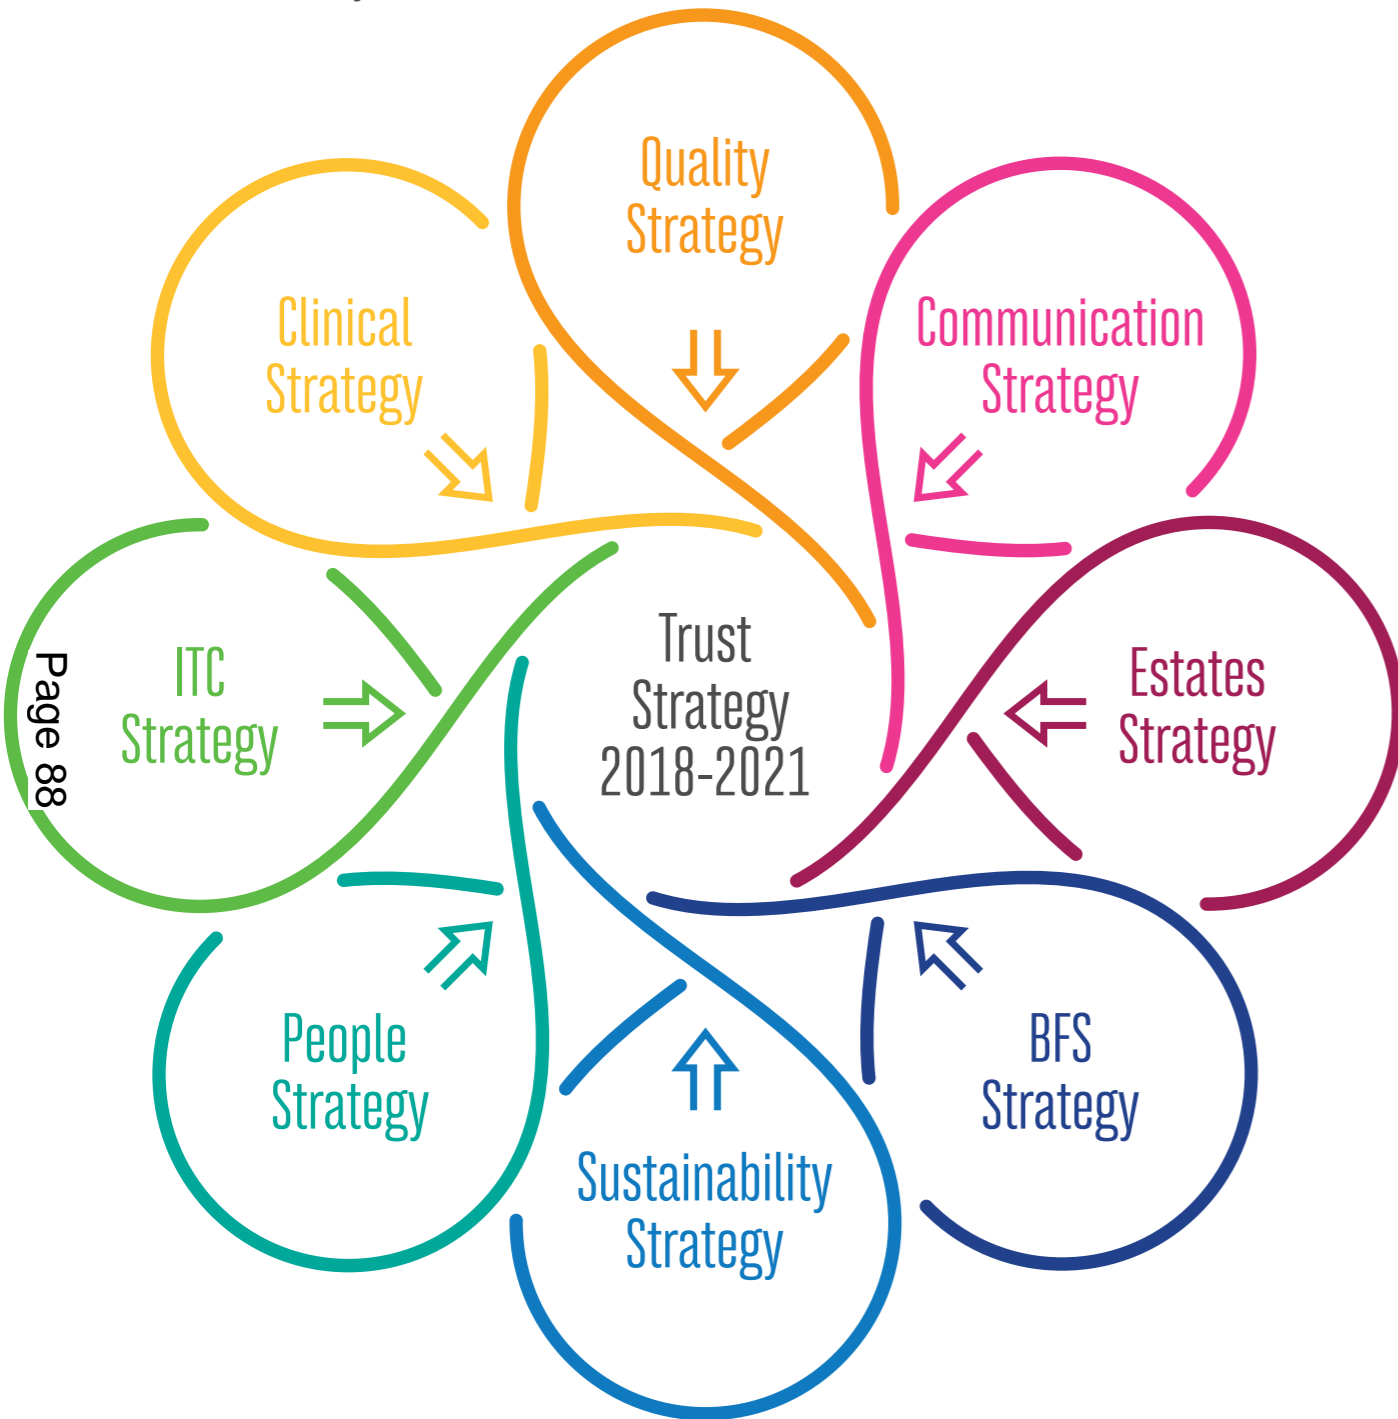 Quality
Strategy
Clinical
Strategy
Communication
Strategy
Trust
Strategy
2018-2021
ITC
Strategy
Estates
Strategy
Page 88
People
Strategy
BFS
Strategy
Sustainability
Strategy